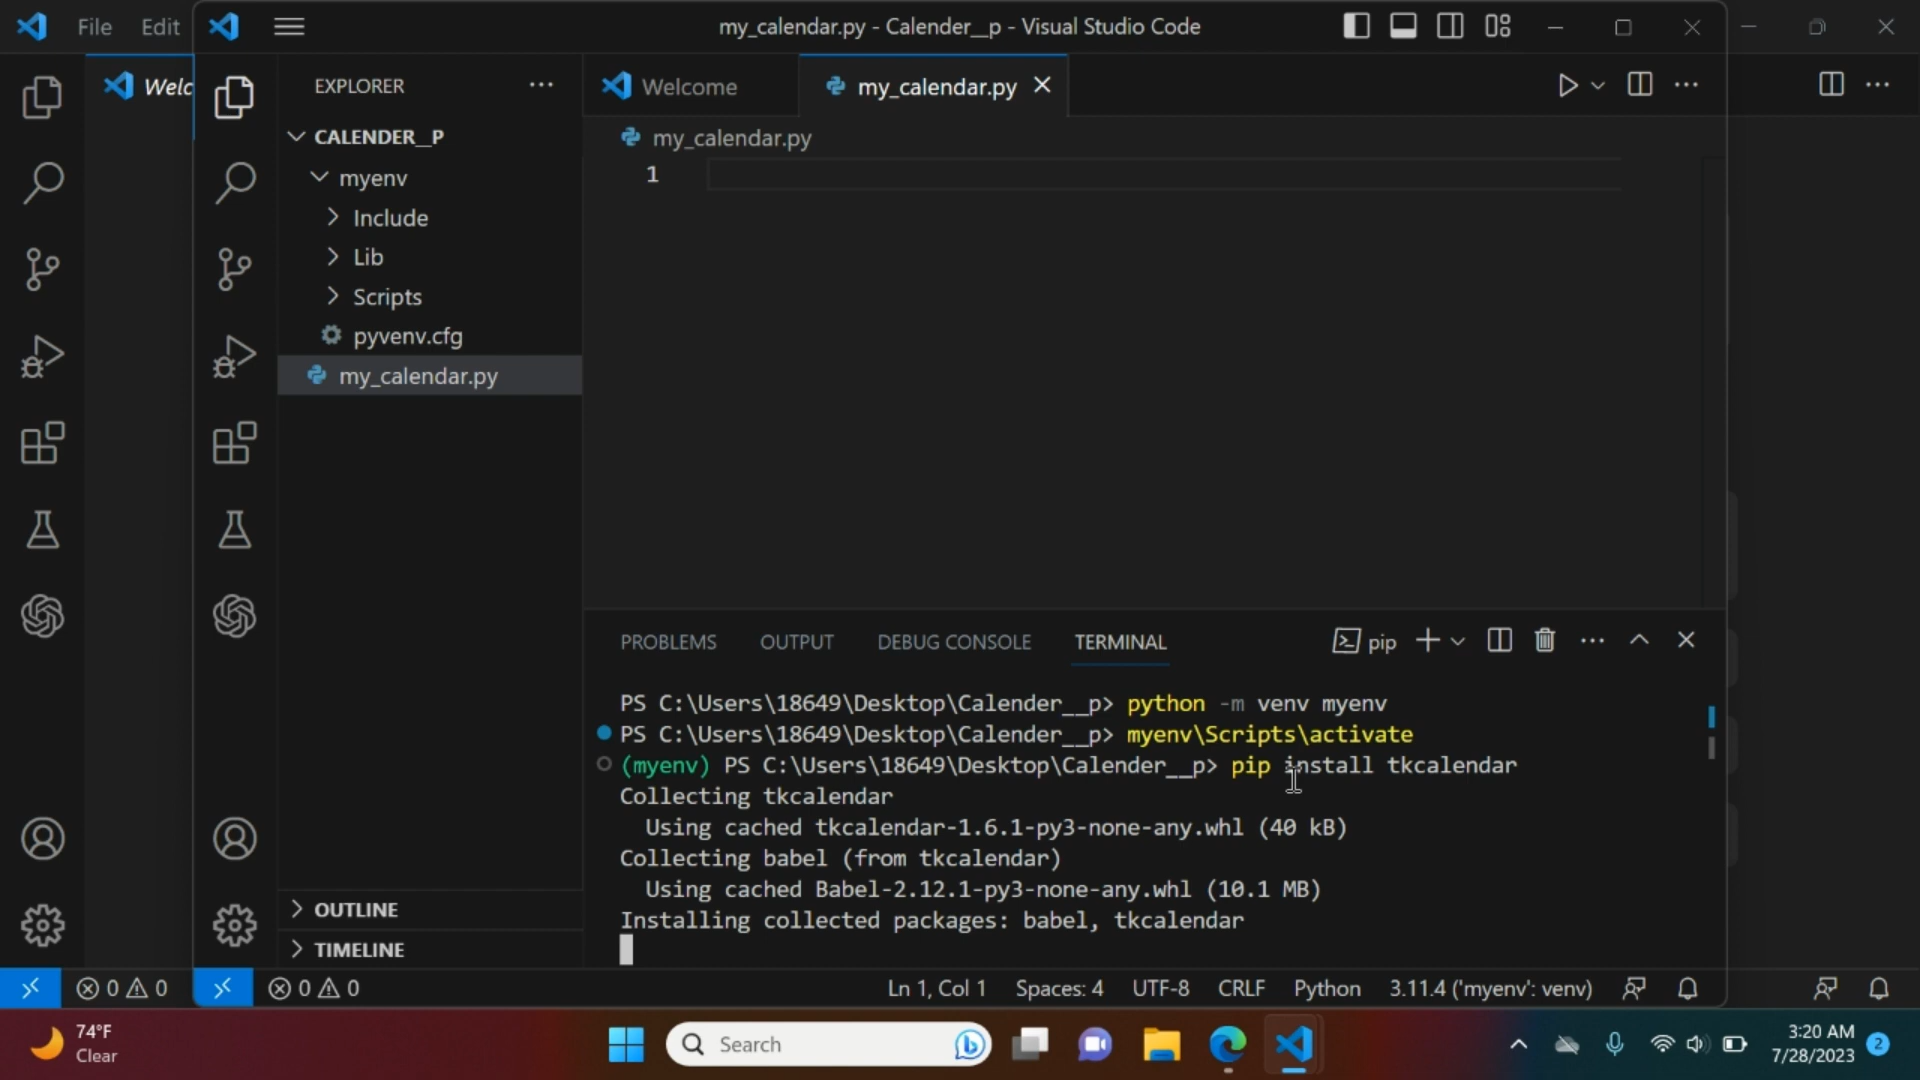 File Edit
my_calendar.py - Calender__p - Visual Studio Code
Welc
EXPLORER
Welcome
my_calendar.py
CALENDER__P
my_calendar.py
1
myenv
Include
Lib
Scripts
pyvenv.cfg
my_calendar.py
PROBLEMS OUTPUT DEBUG CONSOLE TERMINAL
pip
PS C:\Users\18649\Desktop\Calender__p> python -m venv myenv
PS C:\Users\18649\Desktop\Calender__p> myenv\Scripts\activate
(myenv) PS C:\Users\18649\Desktop\Calender__p> pip install tkcalendar
Collecting tkcalendar
Using cached tkcalendar-1.6.1-py3-none-any.whl (40 kB)
Collecting babel (from tkcalendar)
Using cached Babel-2.12.1-py3-none-any.whl (10.1 MB)
Installing collected packages: babel, tkcalendar
OUTLINE
TIMELINE
0 0
0 0
Ln 1, Col 1 Spaces: 4 UTF-8 CRLF Python 3.11.4 ('myenv': venv)
74°F
Clear
Search
3:20 AM
7/28/2023
2